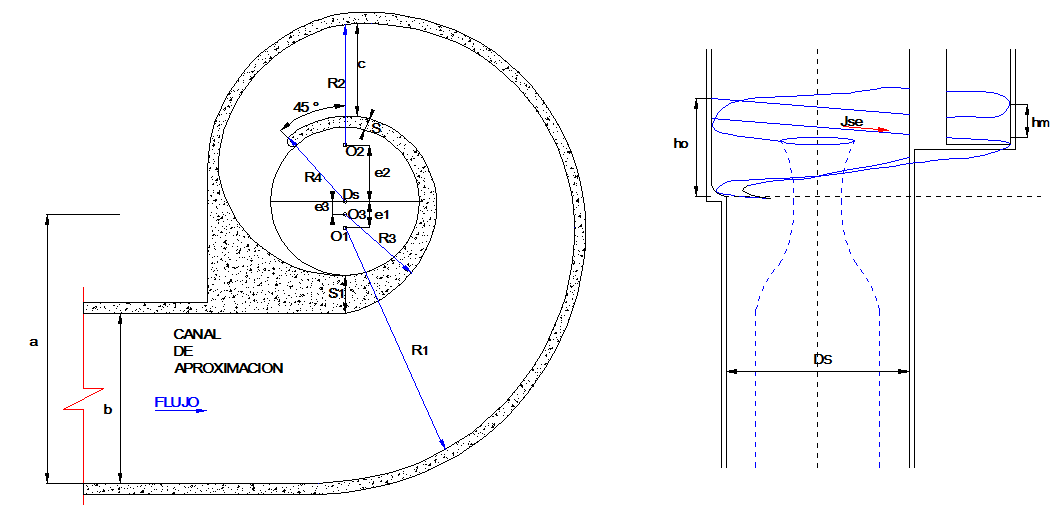 c
R2
45 º
S
O2
R4
e2
Ds
e3
O3
e1
O1
R3
S1
a
CANAL
DE
APROXIMACION
R1
b
FLUJO
Jse
hm
ho
Ds